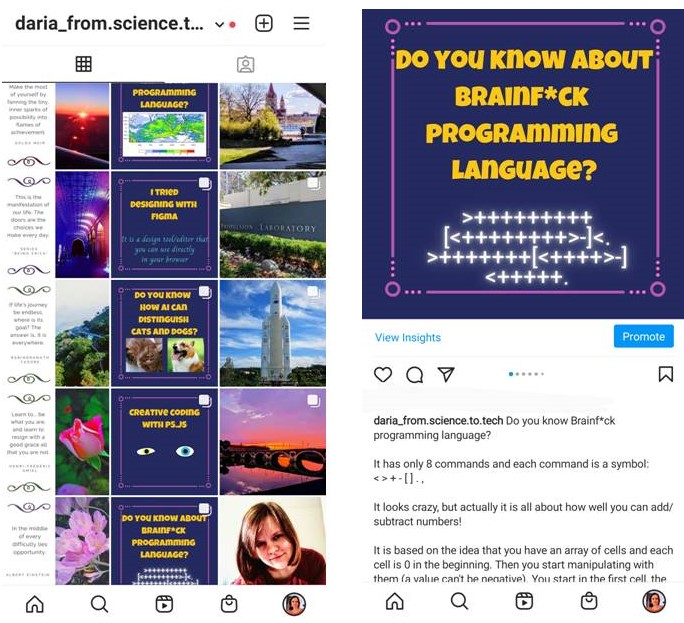 daria_from.science.t...
Make the most
of yourself by
fanning the tiny,
inner sparks of
possibility into
flames of
achievement.
GOLDA MEIR
PROGRAMMING
LANGUAGE?
This is the
manifestation of
our life. The
doors are the
choices we
make every day.
I TRIED
DESIGNING WITH
FIGMA
It is a design tool/editor that
you can use directly
in your browser
LABORATORY
If life's journey
be endless,
where is its
goal? The
answer is, it is
everywhere.
RABINDRANATH
TAGORE
DO YOU KNOW
HOW AI CAN
DISTINGUISH
CATS AND DOGS?
Learn to.. be
what you are,
and learn to
resign with a
good grace all
that you are not.
HENRI-FREDERIC
AMIEL
CREATIVE CODING
WITH P5.JS
In the middle
of every
difficulty lies
opportunity.
ALBERT EINSTEIN
DO YOU KNOW ABOUT
BRAINF*CK
PROGRAMMING
LANGUAGE?
DO YOU KNOW ABOUT
BRAINF*CK
PROGRAMMING
LANGUAGE?
>+++++++++
[<++++++++>-]<.
>+++++++[<++++>-]
<+++++.
View Insights
Promote
daria_from.science.to.tech Do you know Brainf*ck
programming language?
It has only 8 commands and each command is a symbol:
< > + - [ ] . ,
It looks crazy, but actually it is all about how well you can add/
subtract numbers!
It is based on the idea that you have an array of cells and each
cell is 0 in the beginning. Then you start manipulating with
them (a value can't be negative). You start in the first cell, the